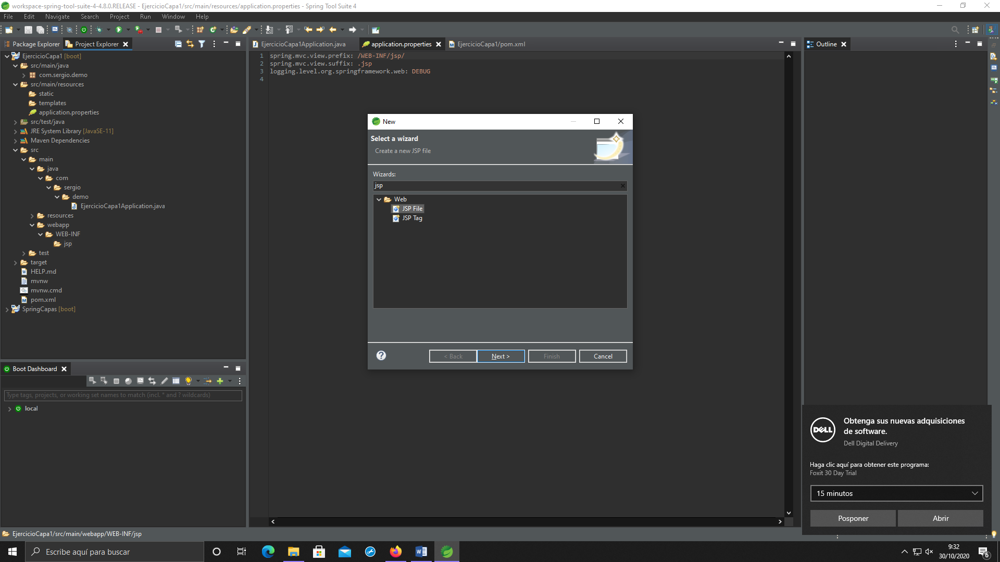 workspace-spring-tool-suite-4-4.8.0.RELEASE - EjercicioCapa1/src/main/resources/application.properties - Spring Tool Suite 4
File Edit Navigate Search Project Run Window Help
Package Explorer
Project Explorer
EjercicioCapa1 [boot]
src/main/java
com.sergio.demo
src/main/resources
static
templates
application.properties
src/test/java
JRE System Library [JavaSE-11]
Maven Dependencies
src
main
java
com
sergio
demo
EjercicioCapa1Application.java
resources
webapp
WEB-INF
jsp
test
target
HELP.md
mvnw
mvnw.cmd
pom.xml
SpringCapas [boot]
Boot Dashboard
Type tags, projects, or working set names to match (incl. * and ? wildcards)
local
EjercicioCapa1Application.java
application.properties
EjercicioCapa1/pom.xml
1 spring.mvc.view.prefix: /WEB-INF/jsp/
2 spring.mvc.view.suffix: .jsp
3 logging.level.org.springframework.web: DEBUG
4
New
Select a wizard
Create a new JSP file
Wizards:
jsp
Web
JSP File
JSP Tag
?
< Back
Next >
Finish
Cancel
Outline
DELL
Obtenga sus nuevas adquisiciones
de software.
Dell Digital Delivery
Haga clic aquí para obtener este programa:
Foxit 30 Day Trial
15 minutos
Posponer
Abrir
EjercicioCapa1/src/main/webapp/WEB-INF/jsp
Escribe aquí para buscar
9:32
30/10/2020
6